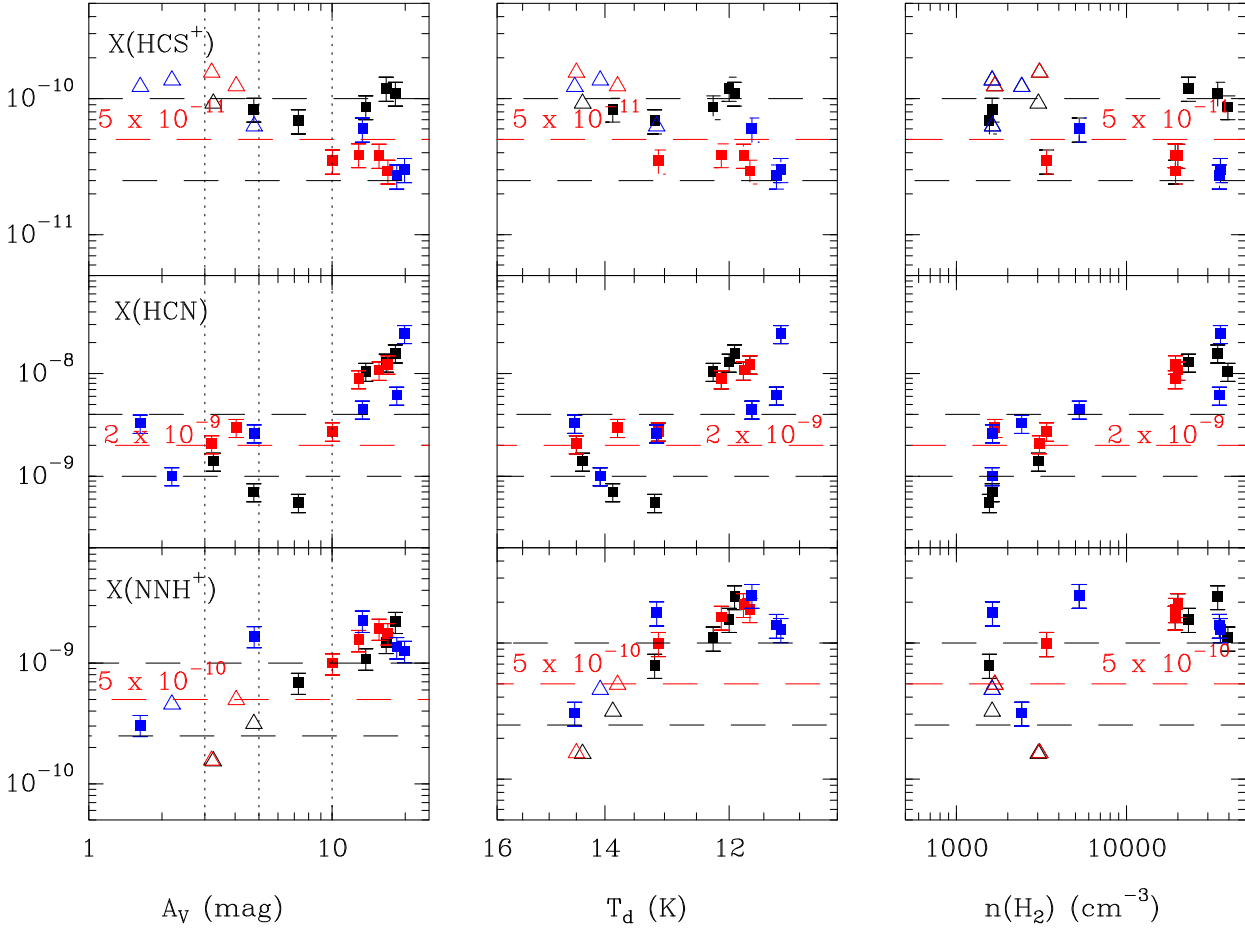 X(HCS⁺)
10⁻¹⁰
5 x 10⁻¹¹
5 x 10⁻¹¹
5 x 10⁻¹¹
10⁻¹¹
X(HCN)
10⁻⁸
2 x 10⁻⁹
2 x 10⁻⁹
2 x 10⁻⁹
10⁻⁹
X(NNH⁺)
10⁻⁹
5 x 10⁻¹⁰
5 x 10⁻¹⁰
5 x 10⁻¹⁰
10⁻¹⁰
1 10
16 14 12
1000 10000
A_V (mag)
T_d (K)
n(H₂) (cm⁻³)